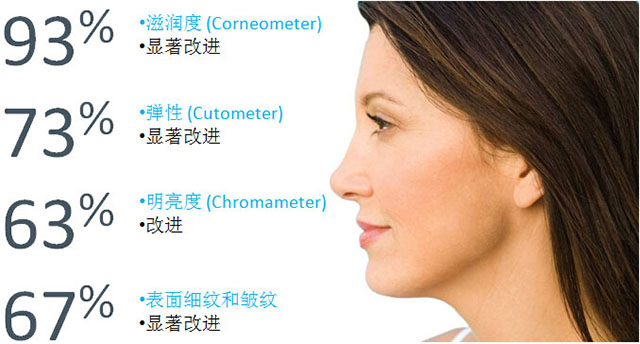 93%
•滋润度 (Corneometer)
•显著改进
73%
•弹性 (Cutometer)
•显著改进
63%
•明亮度 (Chromameter)
•改进
67%
•表面细纹和皱纹
•显著改进